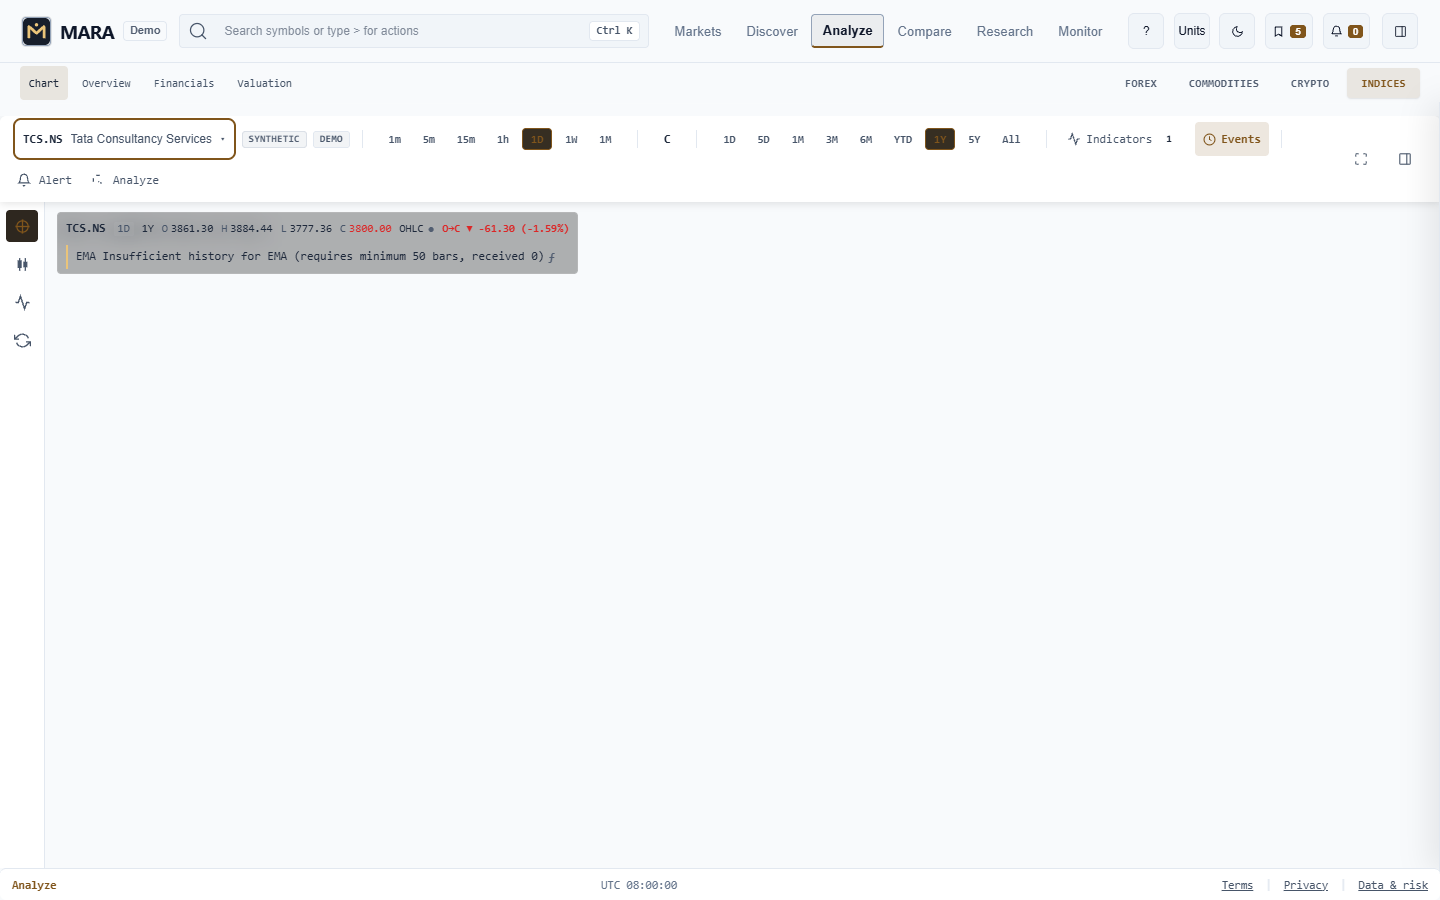 MARA Demo Search symbols or type > for actions Ctrl K Markets Discover Analyze Compare Research Monitor ? Units 5 0
Chart Overview Financials Valuation FOREX COMMODITIES CRYPTO INDICES
TCS.NS Tata Consultancy Services SYNTHETIC DEMO 1m 5m 15m 1h 1D 1W 1M C 1D 5D 1M 3M 6M YTD 1Y 5Y All Indicators 1 Events
Alert Analyze
TCS.NS 1D 1Y O 3861.30 H 3884.44 L 3777.36 C 3800.00 OHLC ● O→C ▼ -61.30 (-1.59%)
EMA Insufficient history for EMA (requires minimum 50 bars, received 0) ƒ
Analyze UTC 08:00:00 Terms Privacy Data & risk